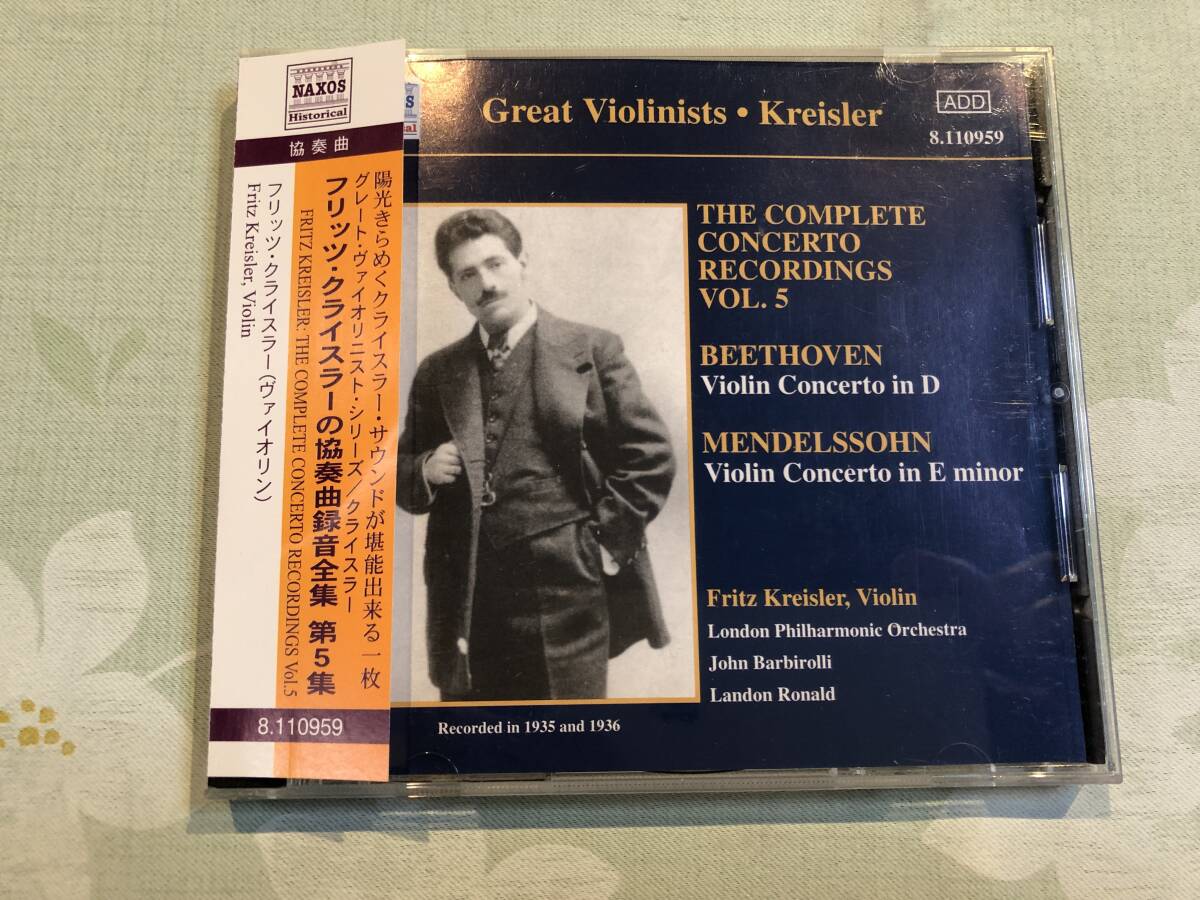 NAXOS
Historical
協奏曲
陽光きらめくクライスラー・サウンドが堪能出来る一枚
グレート・ヴァイオリニスト・シリーズ/クライスラー
フリッツ・クライスラーの協奏曲録音全集 第5集
FRITZ KREISLER: THE COMPLETE CONCERTO RECORDINGS Vol.5
フリッツ・クライスラー(ヴァイオリン)
Fritz Kreisler, Violin
8.110959
Great Violinists • Kreisler
ADD
8.110959
THE COMPLETE
CONCERTO
RECORDINGS
VOL. 5
BEETHOVEN
Violin Concerto in D
MENDELSSOHN
Violin Concerto in E minor
Fritz Kreisler, Violin
London Philharmonic Orchestra
John Barbirolli
Landon Ronald
Recorded in 1935 and 1936